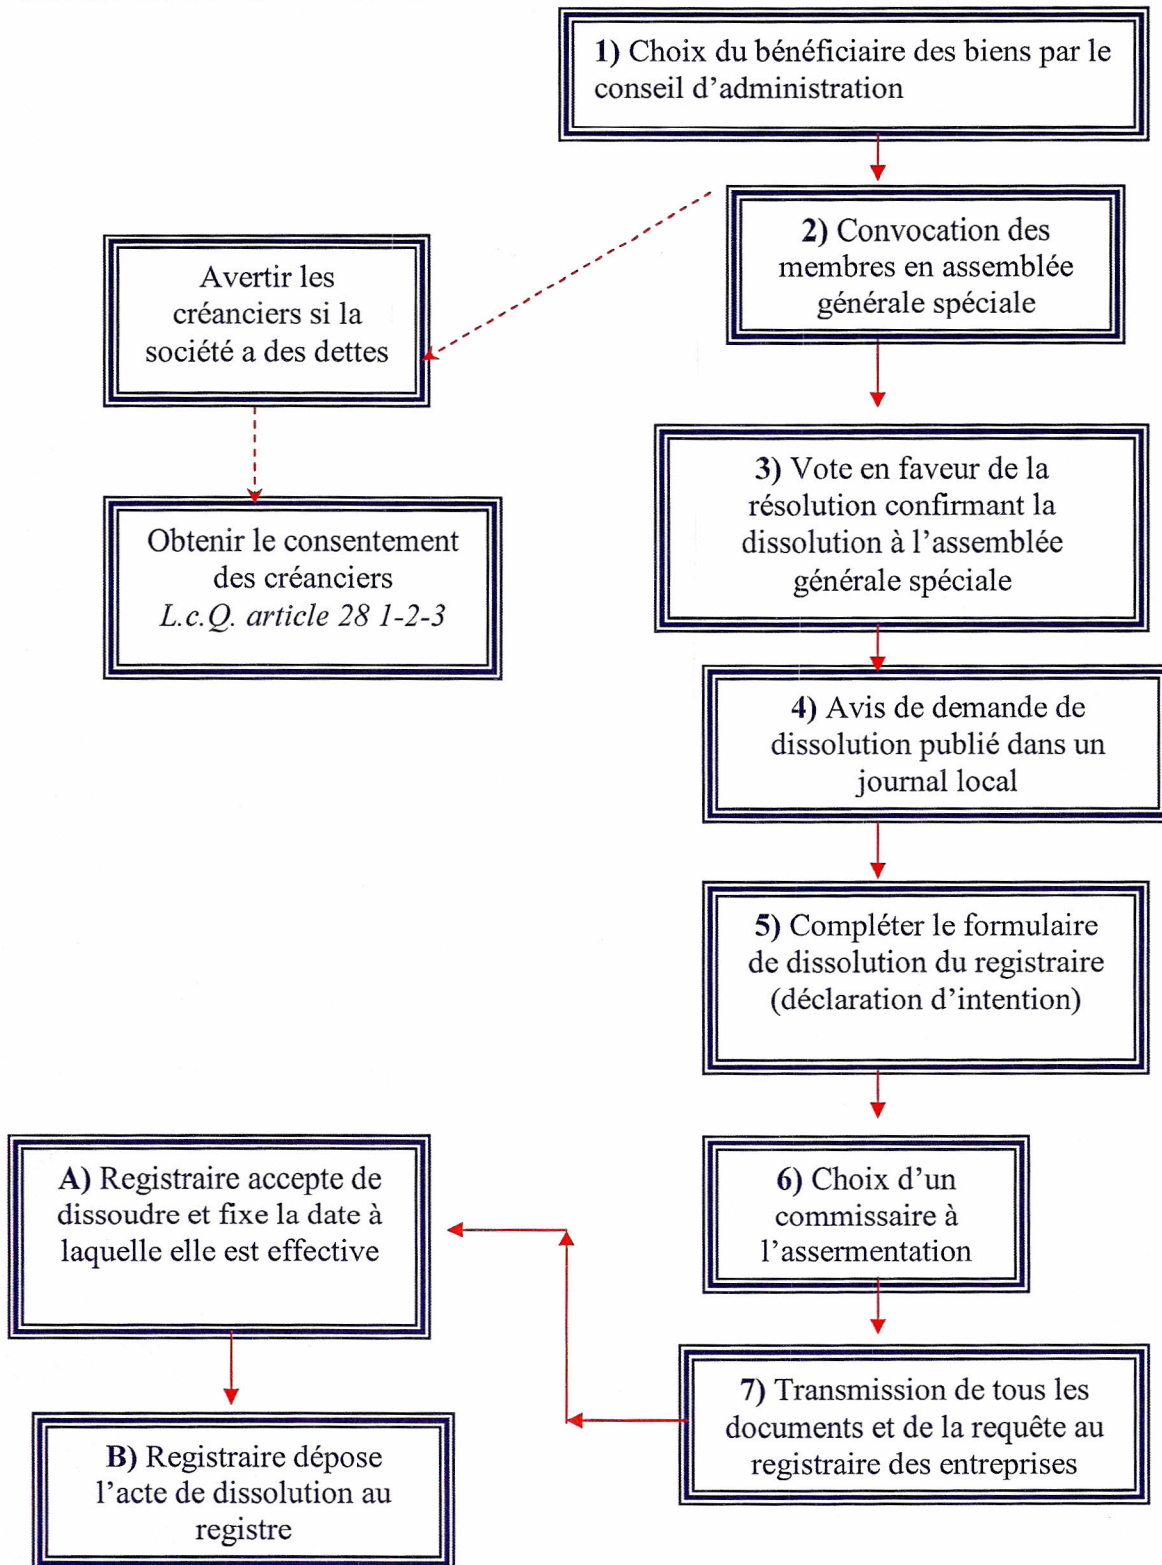 1) Choix du bénéficiaire des biens par le
conseil d’administration
2) Convocation des
membres en assemblée
générale spéciale
Avertir les
créanciers si la
société a des dettes
Obtenir le consentement
des créanciers
L.c.Q. article 28 1-2-3
3) Vote en faveur de la
résolution confirmant la
dissolution à l’assemblée
générale spéciale
4) Avis de demande de
dissolution publié dans un
journal local
5) Compléter le formulaire
de dissolution du registraire
(déclaration d’intention)
6) Choix d’un
commissaire à
l’assermentation
7) Transmission de tous les
documents et de la requête au
registraire des entreprises
A) Registraire accepte de
dissoudre et fixe la date à
laquelle elle est effective
B) Registraire dépose
l’acte de dissolution au
registre